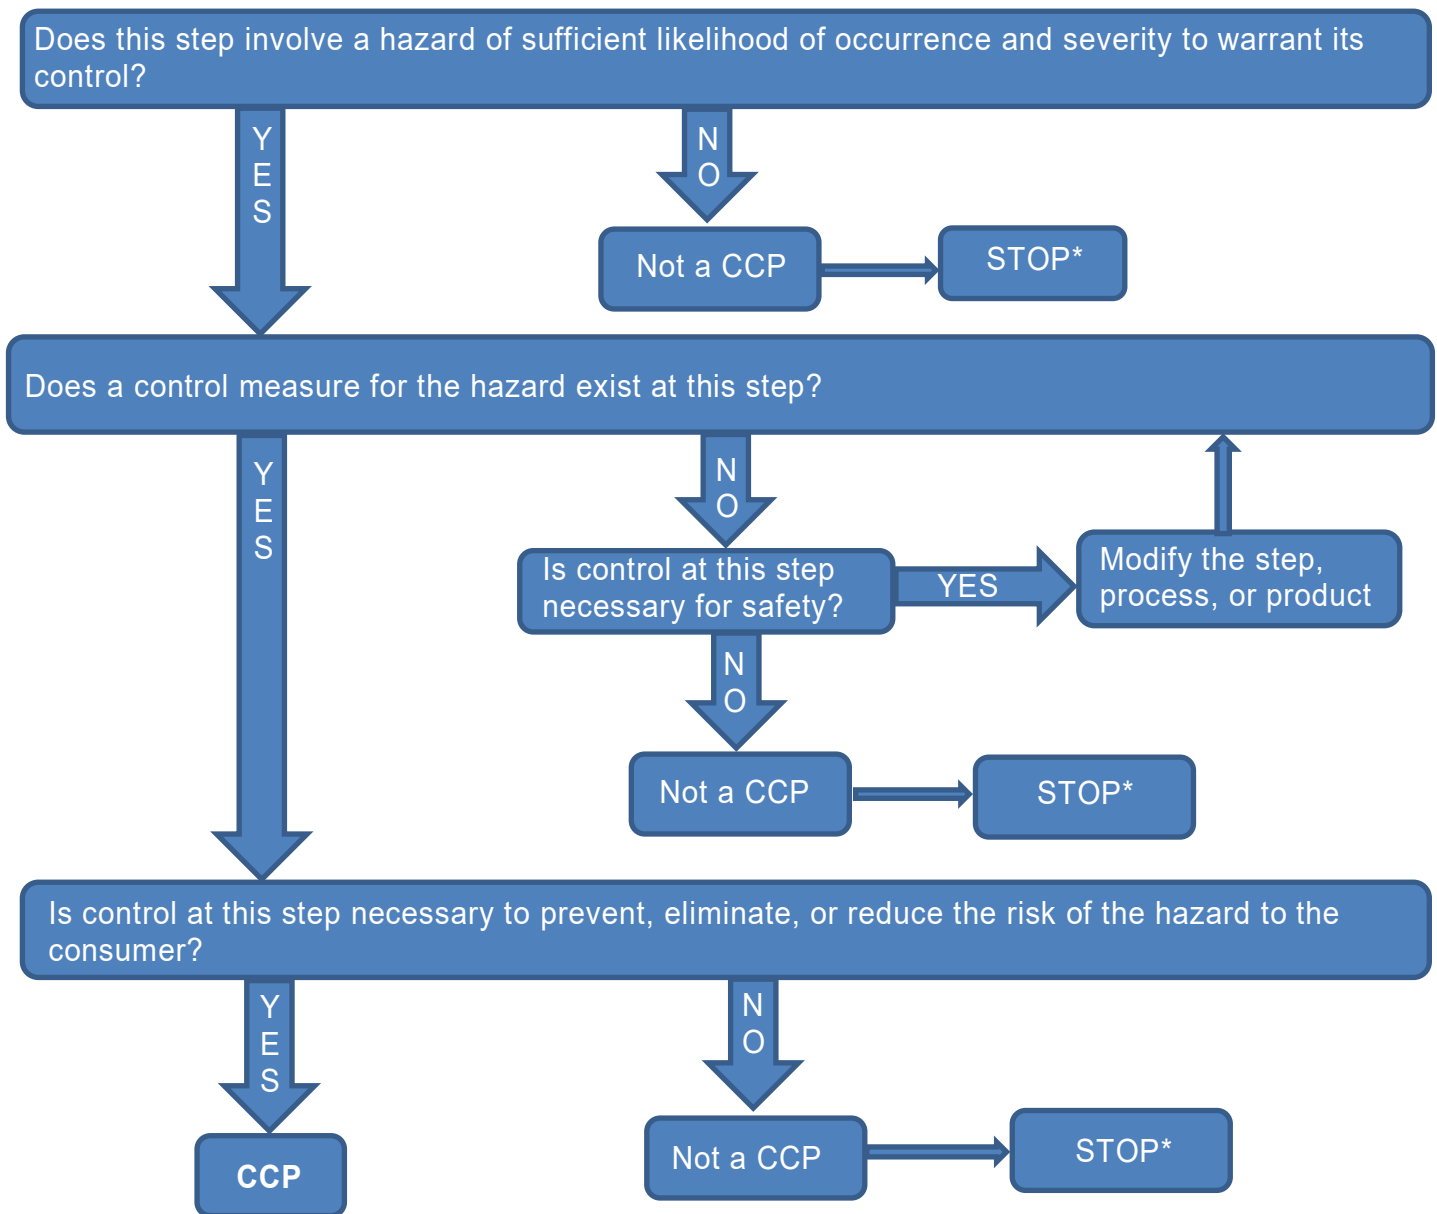 Does this step involve a hazard of sufficient likelihood of occurrence and severity to warrant its
control?
YES
NO
Not a CCP
STOP*
Does a control measure for the hazard exist at this step?
YES
NO
Is control at this step
necessary for safety?
YES
Modify the step,
process, or product
NO
Not a CCP
STOP*
Is control at this step necessary to prevent, eliminate, or reduce the risk of the hazard to the
consumer?
YES
NO
CCP
Not a CCP
STOP*